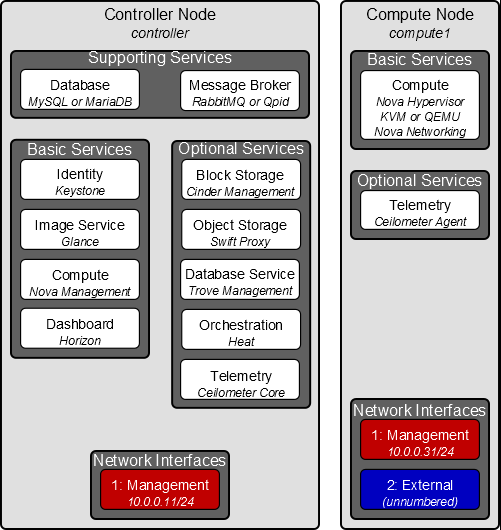 Controller Node
controller
Supporting Services
Database
MySQL or MariaDB
Message Broker
RabbitMQ or Qpid
Basic Services
Identity
Keystone
Image Service
Glance
Compute
Nova Management
Dashboard
Horizon
Optional Services
Block Storage
Cinder Management
Object Storage
Swift Proxy
Database Service
Trove Management
Orchestration
Heat
Telemetry
Ceilometer Core
Network Interfaces
1: Management
10.0.0.11/24
Compute Node
compute1
Basic Services
Compute
Nova Hypervisor
KVM or QEMU
Nova Networking
Optional Services
Telemetry
Ceilometer Agent
Network Interfaces
1: Management
10.0.0.31/24
2: External
(unnumbered)